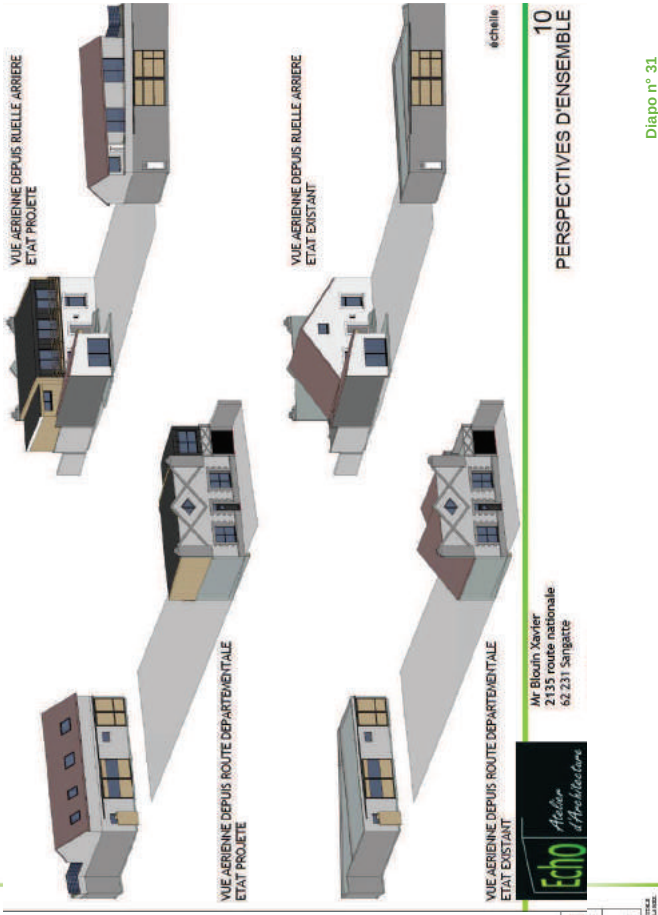 VUE AERIENNE DEPUIS ROUTE DEPARTEMENTALE
ETAT PROJETE
VUE AERIENNE DEPUIS RUELLE ARRIERE
ETAT PROJETE
VUE AERIENNE DEPUIS ROUTE DEPARTEMENTALE
ETAT EXISTANT
VUE AERIENNE DEPUIS RUELLE ARRIERE
ETAT EXISTANT
échelle
Echo Atelier
d'Architecture
Mr Blouin Xavier
2135 route nationale
62 231 Sangatte
10
PERSPECTIVES D'ENSEMBLE
Diapo n° 31